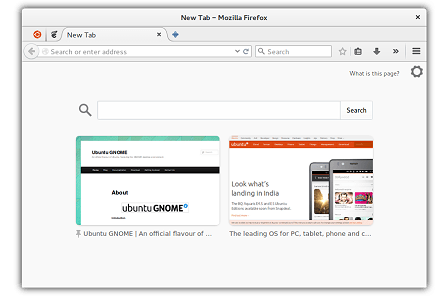 New Tab – Mozilla Firefox
New Tab
Search or enter address
Search
What is this page?
Search
Ubuntu GNOME
About
ubuntu GNOME
ubuntu
Look what's
landing in India
Ubuntu GNOME | An official flavour of ...
The leading OS for PC, tablet, phone and c...